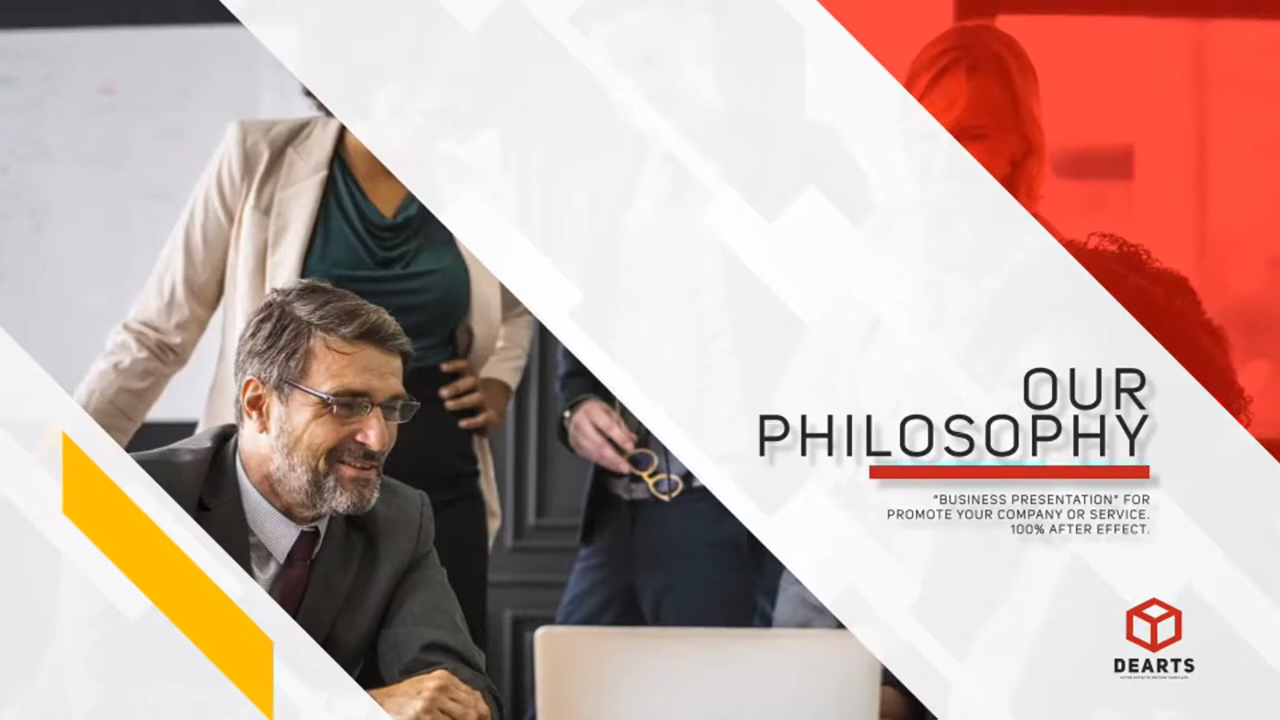 OUR
PHILOSOPHY
"BUSINESS PRESENTATION" FOR
PROMOTE YOUR COMPANY OR SERVICE.
100% AFTER EFFECT.
DEARTS